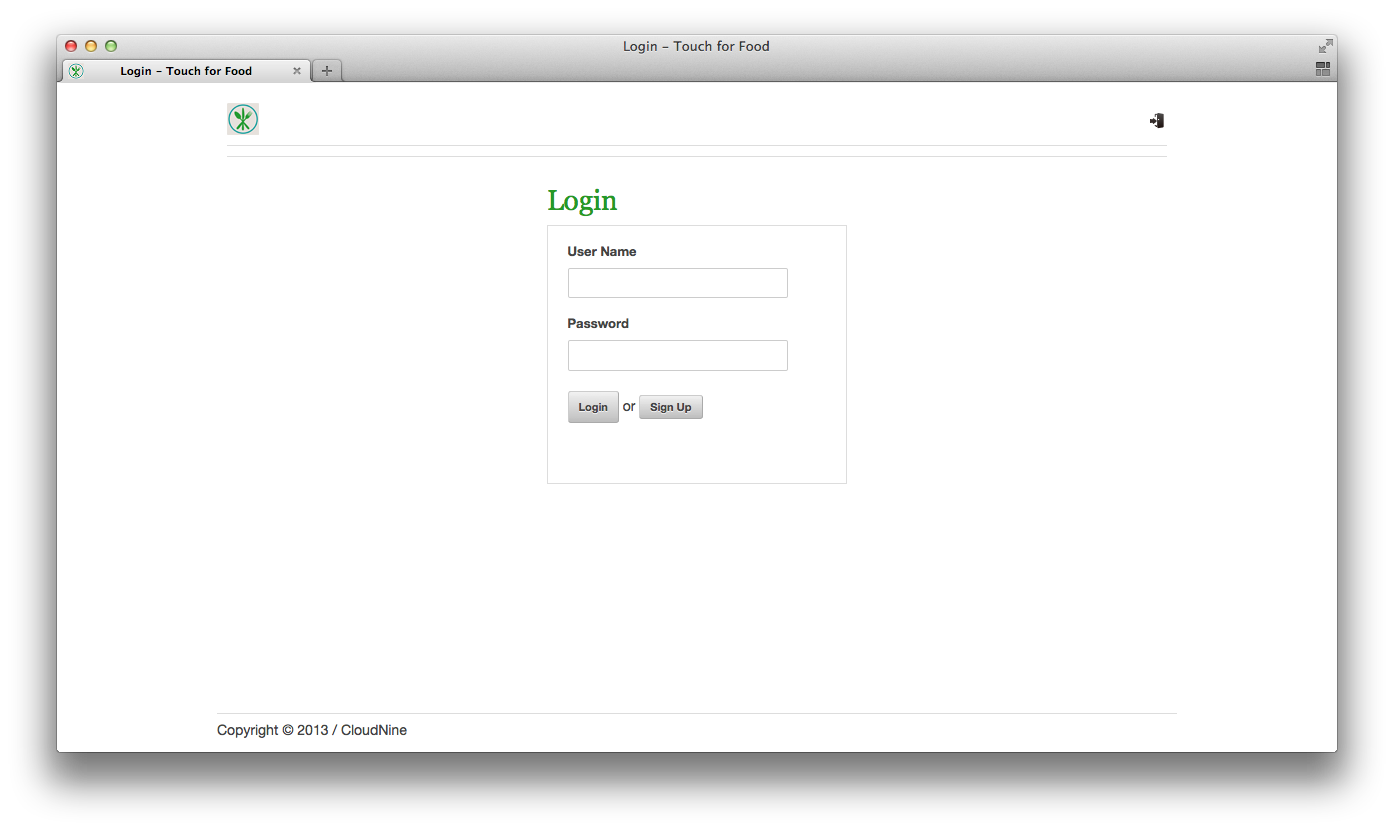 Login – Touch for Food
Login – Touch for Food
Login
User Name
Password
Login or Sign Up
Copyright © 2013 / CloudNine